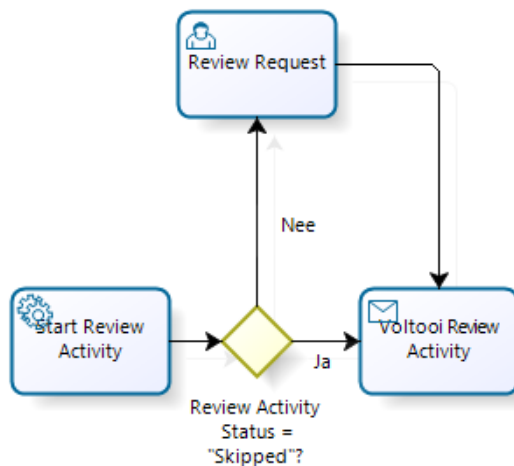 Review Request
Nee
Start Review
Activity
Ja
Voltooi Review
Activity
Review Activity
Status =
"Skipped"?